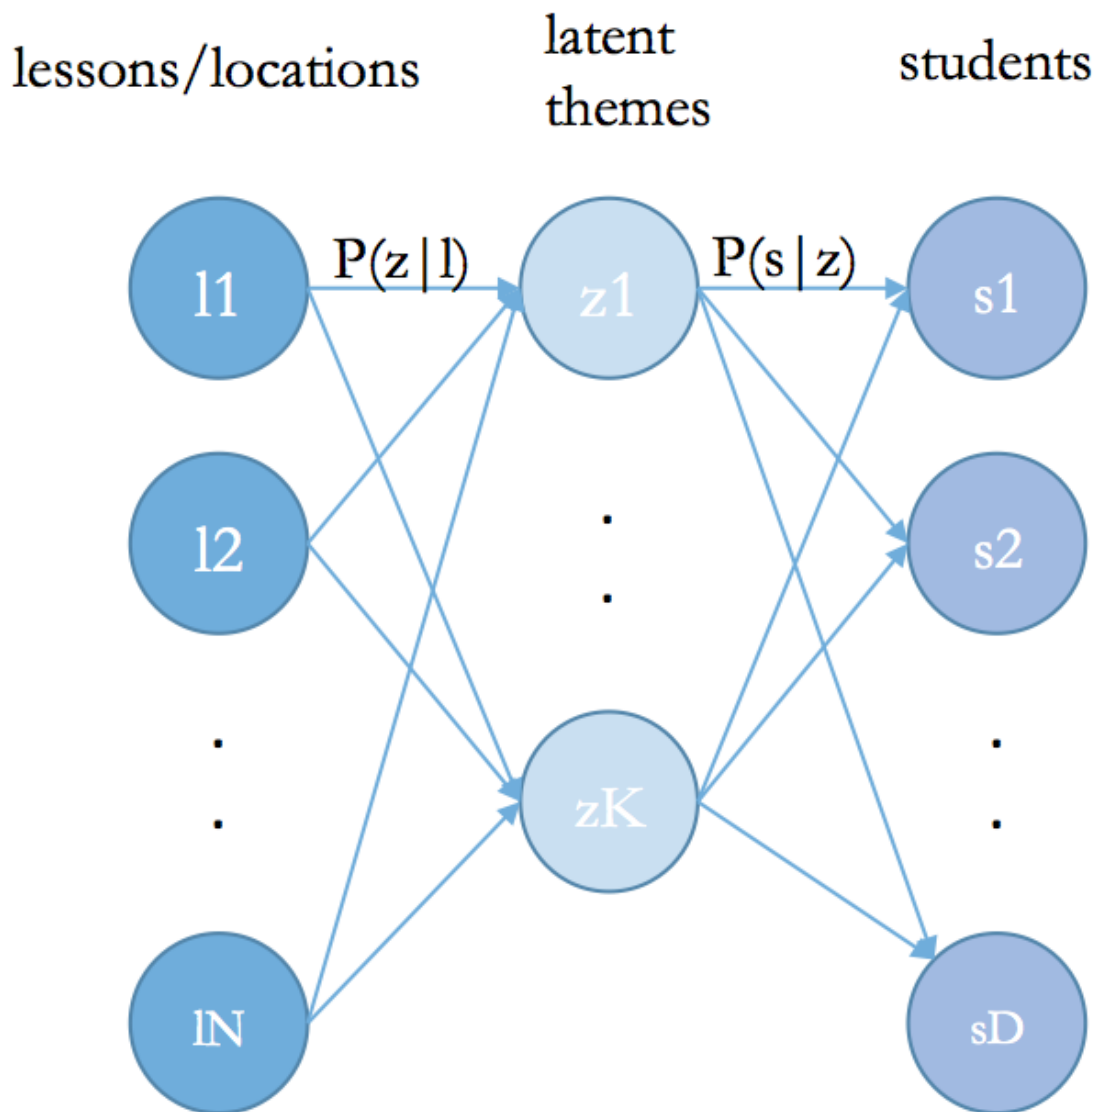 lessons/locations
latent
themes
students
P(z|l)
P(s|z)
l1
z1
s1
l2
s2
zK
lN
sD